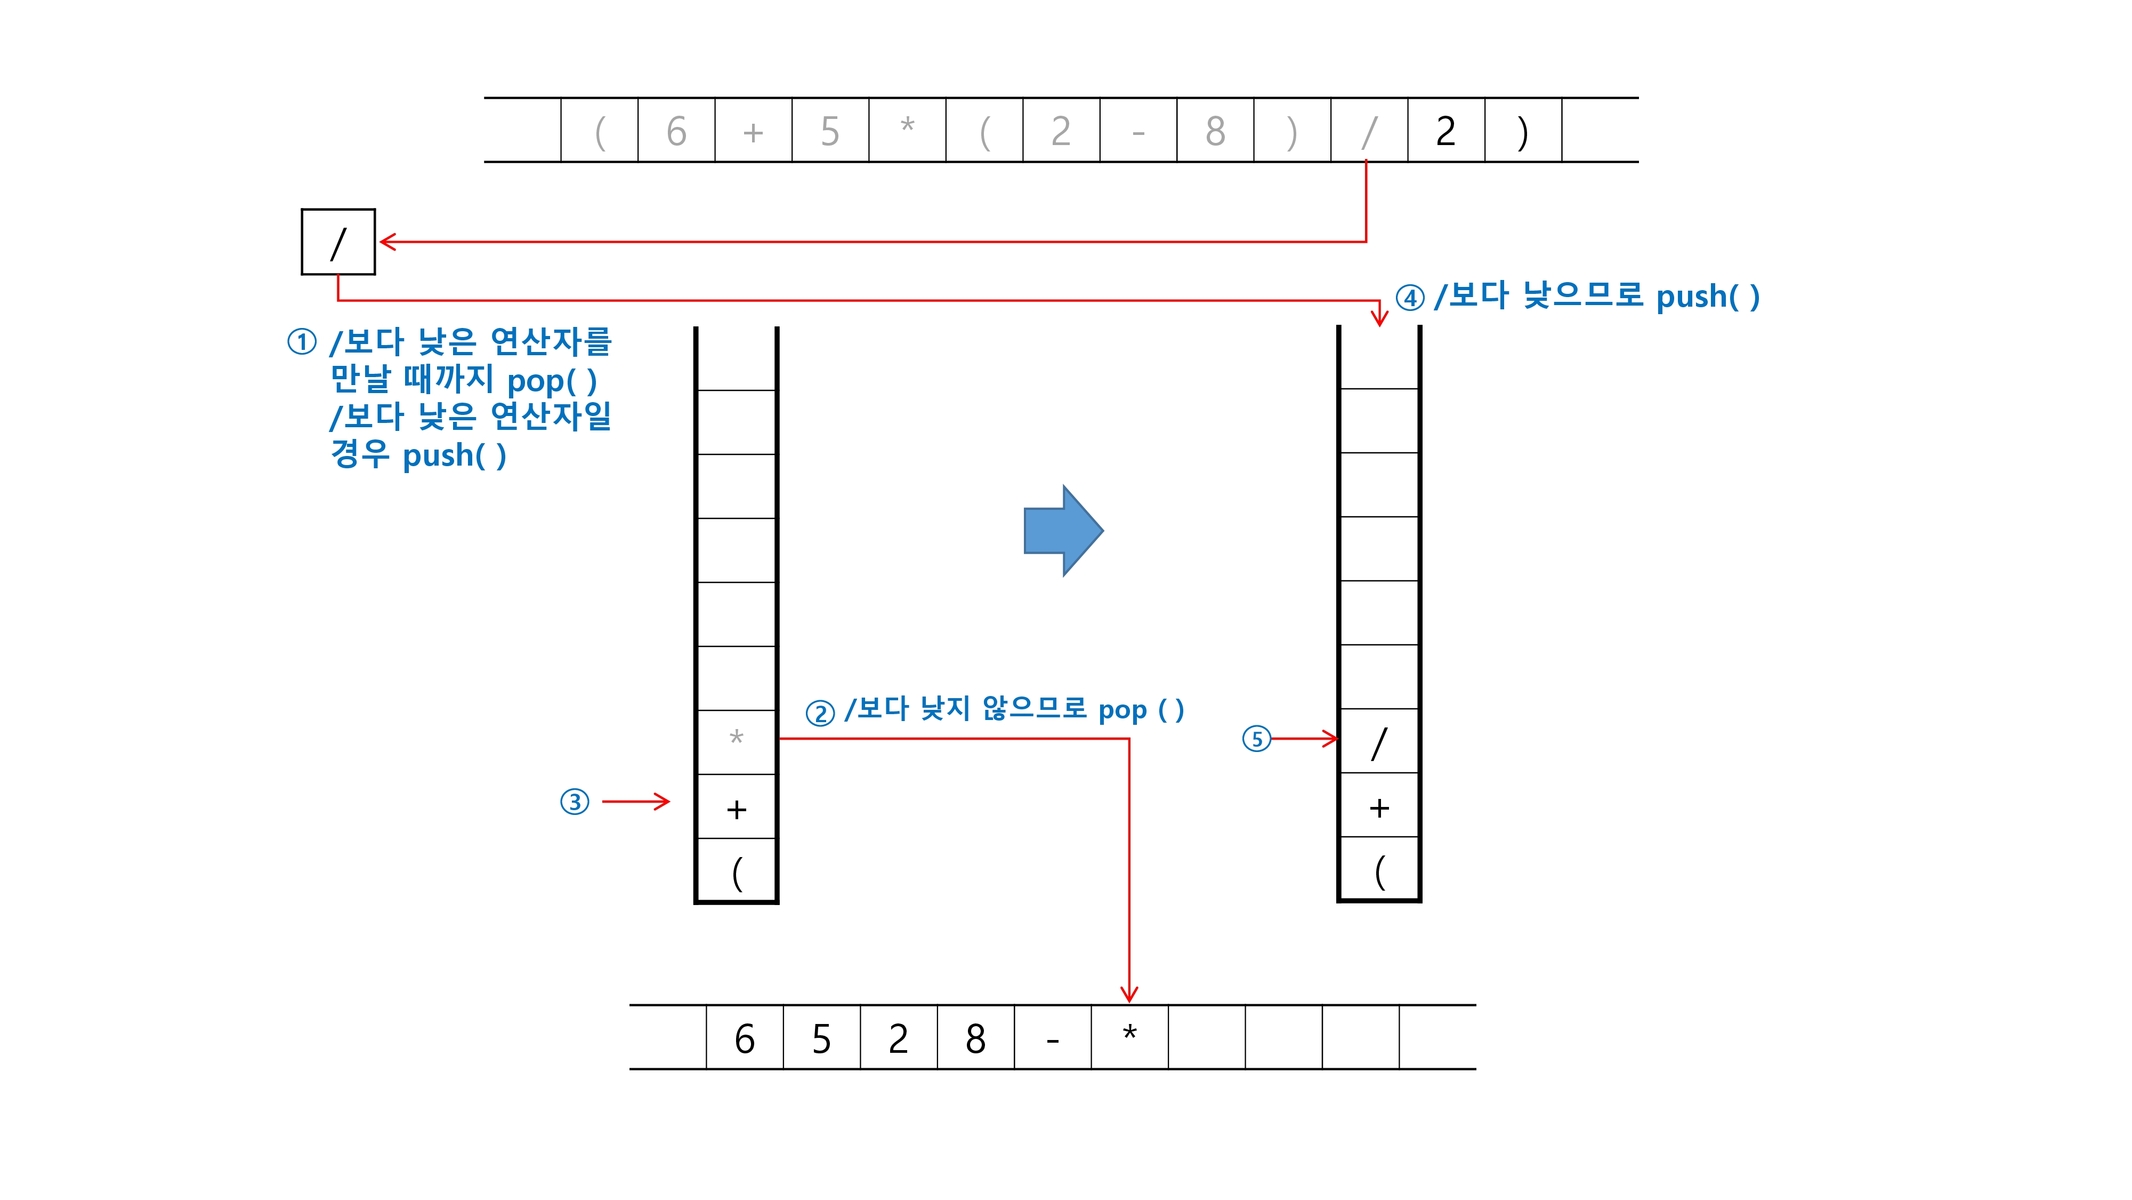 ( 6 + 5 * ( 2 - 8 ) / 2 )
/
④ /보다 낮으므로 push( )
① /보다 낮은 연산자를
만날 때까지 pop( )
/보다 낮은 연산자일
경우 push( )
② /보다 낮지 않으므로 pop ( )
*
⑤
/
③
+
+
(
(
6 5 2 8 - *